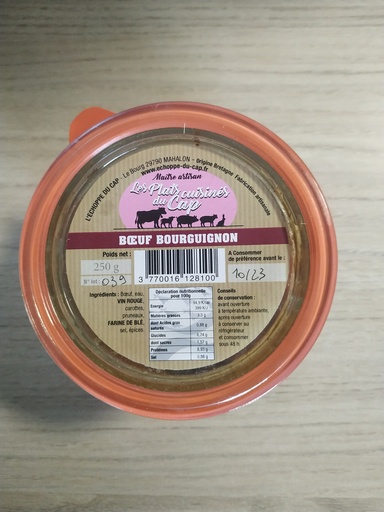 L'ECHOPPE DU CAP - Le Bourg 29790 MAHALON - Origine Bretagne Fabrication artisanale
www.echoppe-du-cap.fr
Maître artisan
Les Plats cuisinés
du Cap
BŒUF BOURGUIGNON
Poids net :
250 g
N° lot : 039
3 770016 128100
A Consommer
de préférence avant le :
10/23
Ingrédients : Bœuf, eau,
VIN ROUGE,
carottes,
pruneaux,
FARINE DE BLÉ,
sel, épices.
Déclaration nutritionnelle
pour 100g
Energie
Matières grasses
dont Acides gras
saturés
Glucides
dont sucres
Protéines
Sel
Conseils
de conservation :
avant ouverture
à température ambiante,
après ouverture
à conserver au
réfrigérateur
et consommer
sous 48 h.